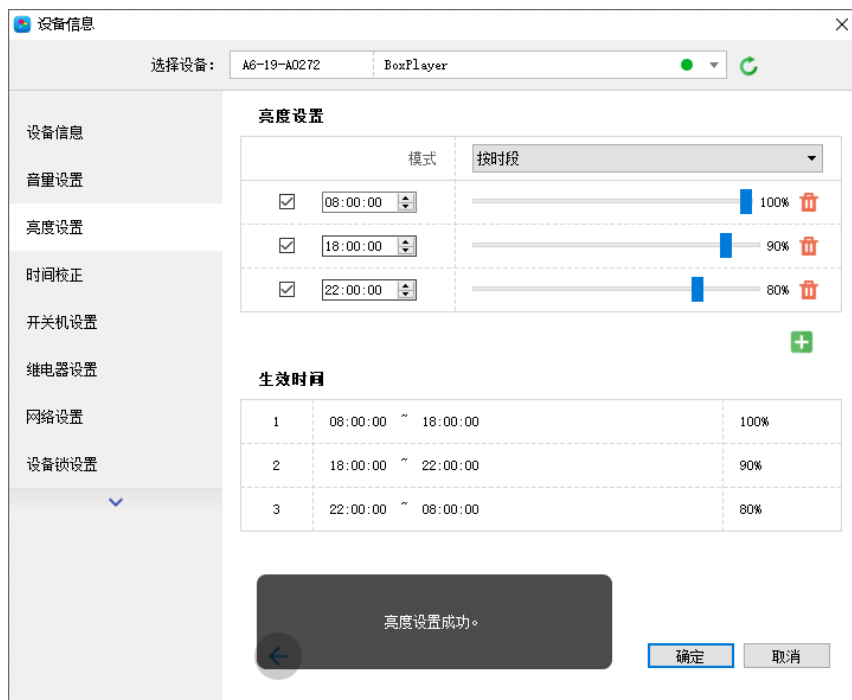 设备信息
选择设备: A6-19-A0272 BoxPlayer
设备信息
音量设置
亮度设置
时间校正
开关机设置
继电器设置
网络设置
设备锁设置
亮度设置
模式 按时段
08:00:00 100%
18:00:00 90%
22:00:00 80%
生效时间
1 08:00:00 ~ 18:00:00 100%
2 18:00:00 ~ 22:00:00 90%
3 22:00:00 ~ 08:00:00 80%
亮度设置成功。
确定 取消